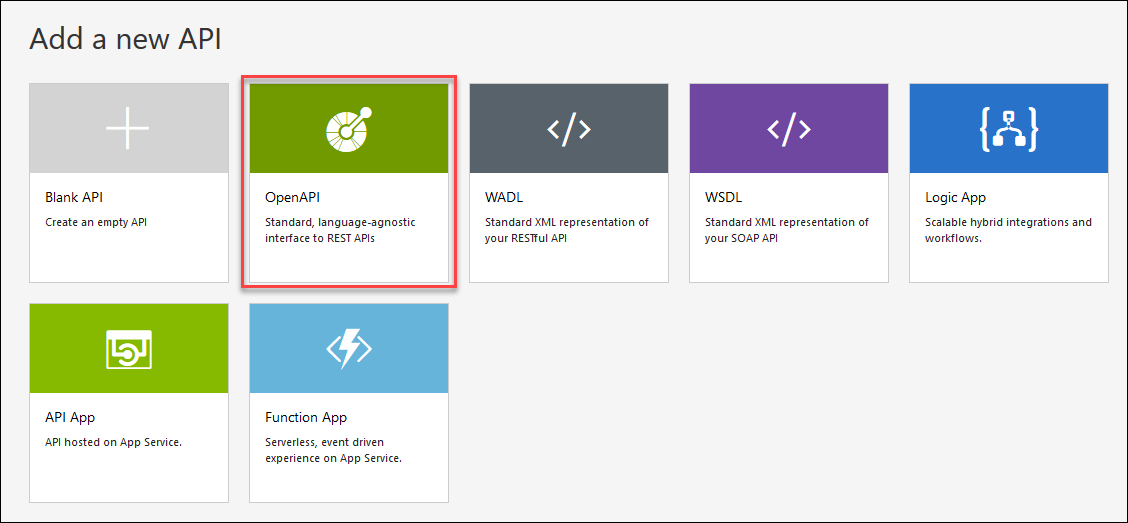 Add a new API
Blank API
Create an empty API
OpenAPI
Standard, language-agnostic
interface to REST APIs
WADL
Standard XML representation of
your RESTful API
WSDL
Standard XML representation of
your SOAP API
Logic App
Scalable hybrid integrations and
workflows.
API App
API hosted on App Service.
Function App
Serverless, event driven
experience on App Service.